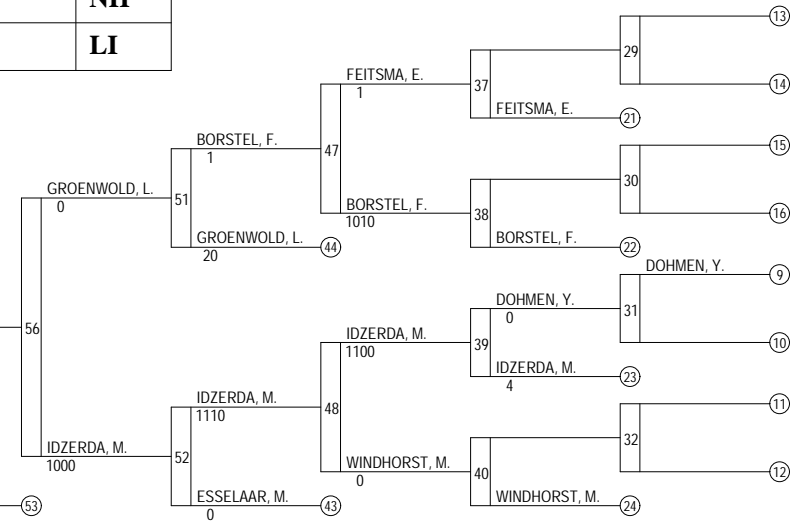 NH
LI
13
29
FEITSMA, E.
1
37
14
FEITSMA, E.
21
BORSTEL, F.
1
47
15
30
GROENWOLD, L.
0
51
BORSTEL, F.
1010
38
16
GROENWOLD, L.
20
44
BORSTEL, F.
22
DOHMEN, Y.
9
DOHMEN, Y.
0
31
56
IDZERDA, M.
1100
39
10
IDZERDA, M.
4
23
IDZERDA, M.
1110
48
11
32
IDZERDA, M.
1000
52
WINDHORST, M.
0
40
12
53
ESSELAAR, M.
0
43
WINDHORST, M.
24